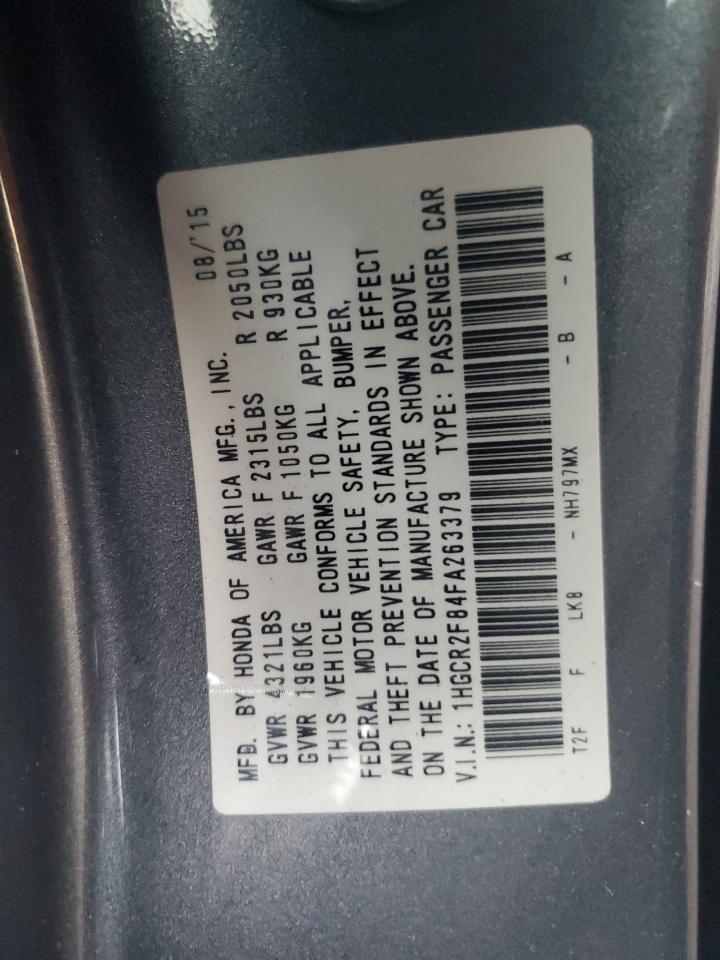 MFD. BY HONDA OF AMERICA MFG., INC. 08/'15
GVWR 4321LBS GAWR F 2315LBS R 2050LBS
GVWR 1960KG GAWR F 1050KG R 930KG
THIS VEHICLE CONFORMS TO ALL APPLICABLE
FEDERAL MOTOR VEHICLE SAFETY, BUMPER,
AND THEFT PREVENTION STANDARDS IN EFFECT
ON THE DATE OF MANUFACTURE SHOWN ABOVE.
V.I.N.: 1HGCR2F84FA263379 TYPE: PASSENGER CAR
T2F F LK8 - NH797MX - B - A